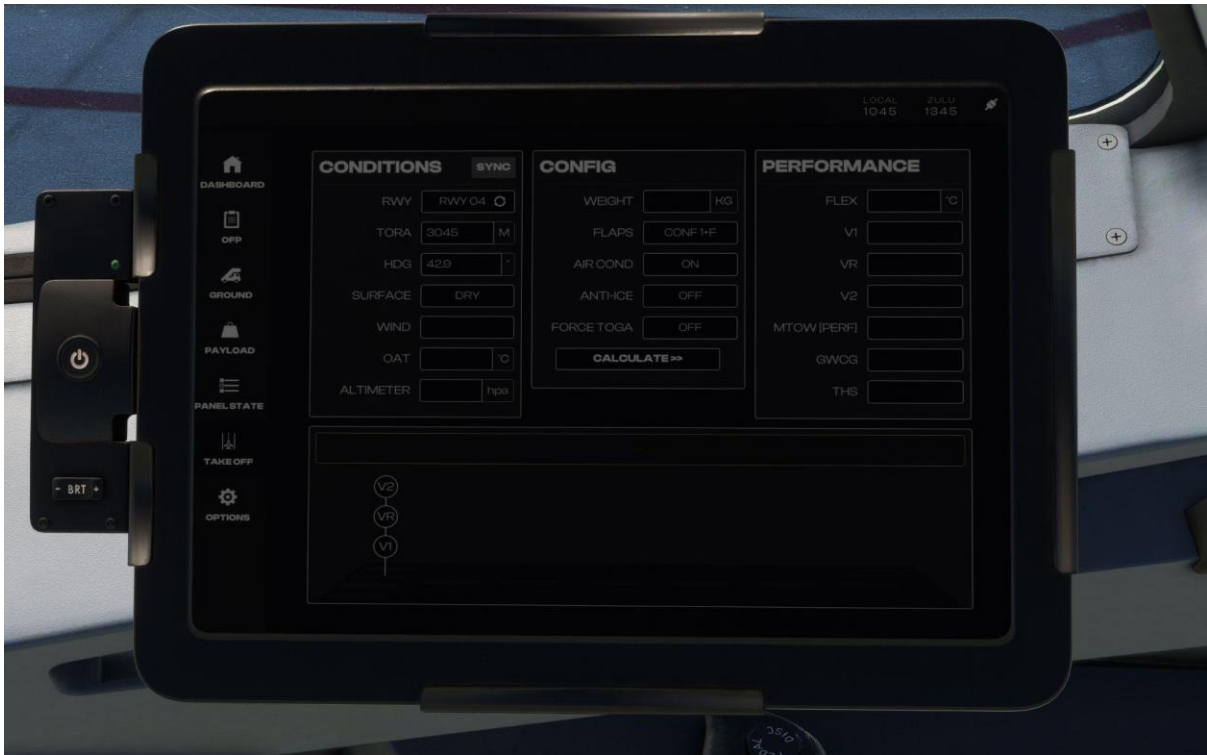 LOCAL ZULU
1045 1345
DASHBOARD
OFP
GROUND
PAYLOAD
PANEL STATE
TAKE OFF
OPTIONS
- BRT +
CONDITIONS SYNC
RWY RWY 04
TORA 3045 M
HDG 42.9 °
SURFACE DRY
WIND
OAT °C
ALTIMETER hpa
CONFIG
WEIGHT KG
FLAPS CONF 1+F
AIR COND ON
ANTI-ICE OFF
FORCE TOGA OFF
CALCULATE >>
PERFORMANCE
FLEX °C
V1
VR
V2
MTOW [PERF]
GWCG
THS
V2
VR
V1
DISC